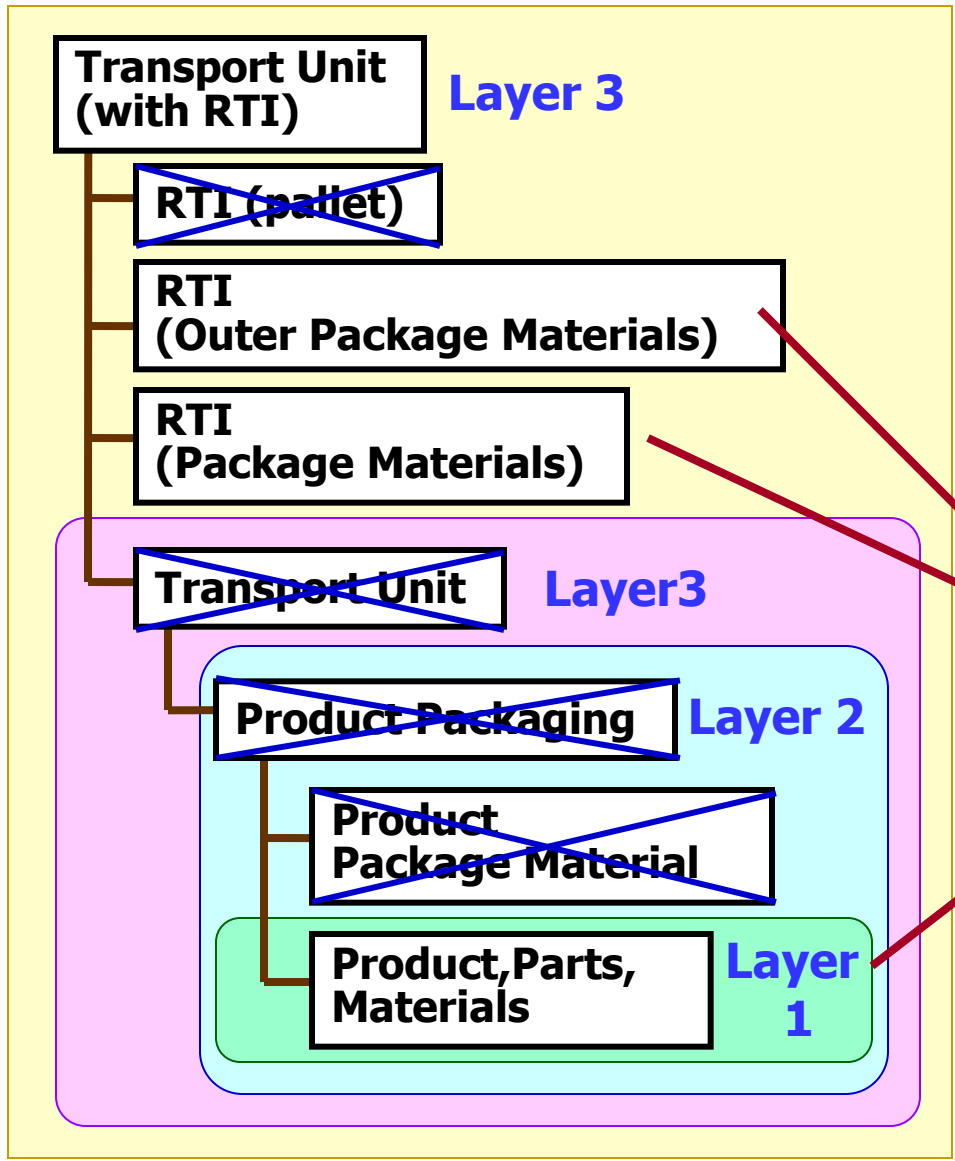 Transport Unit
(with RTI)
Layer 3
RTI (pallet)
RTI
(Outer Package Materials)
RTI
(Package Materials)
Transport Unit
Layer3
Product Packaging
Layer 2
Product
Package Material
Product,Parts,
Materials
Layer
1